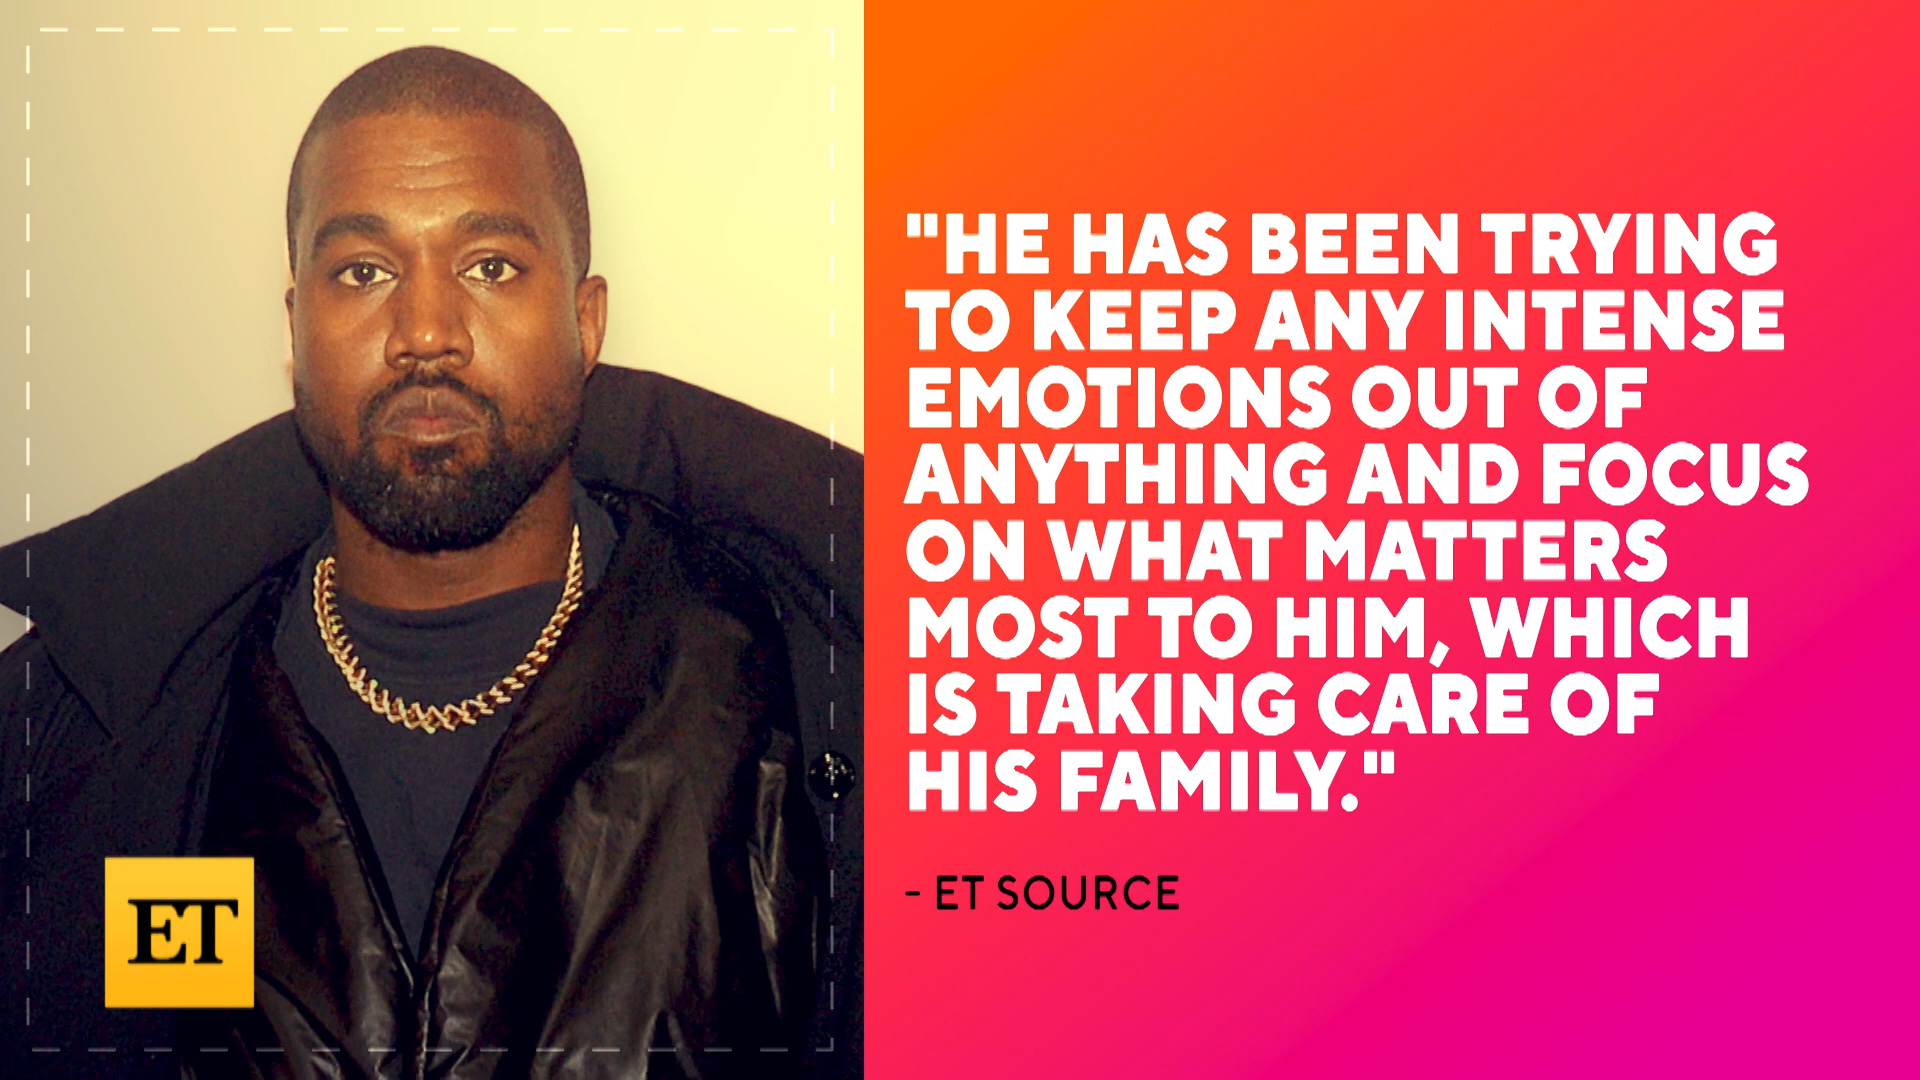 "HE HAS BEEN TRYING
TO KEEP ANY INTENSE
EMOTIONS OUT OF
ANYTHING AND FOCUS
ON WHAT MATTERS
MOST TO HIM, WHICH
IS TAKING CARE OF
HIS FAMILY."
- ET SOURCE
ET